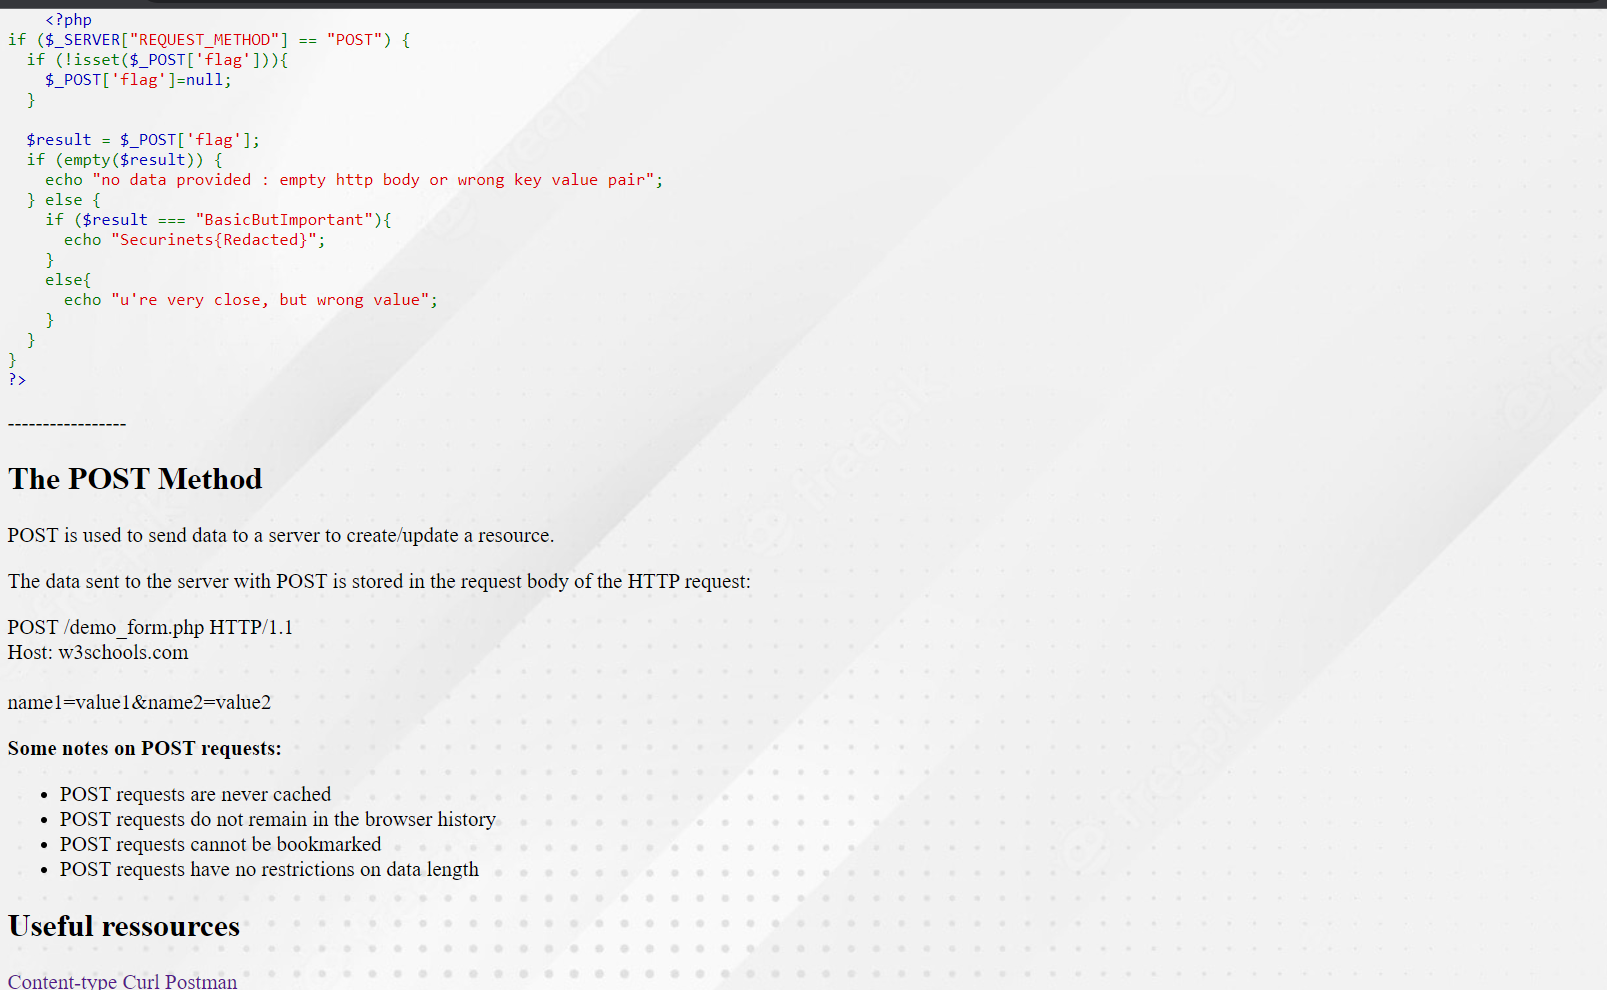 <?php
if ($_SERVER["REQUEST_METHOD"] == "POST") {
  if (!isset($_POST['flag'])){
    $_POST['flag']=null;
  }
  $result = $_POST['flag'];
  if (empty($result)) {
    echo "no data provided : empty http body or wrong key value pair";
  } else {
    if ($result === "BasicButImportant"){
      echo "Securinets{Redacted}";
    }
    else{
      echo "u're very close, but wrong value";
    }
  }
}
?>
-----------------
The POST Method
POST is used to send data to a server to create/update a resource.
The data sent to the server with POST is stored in the request body of the HTTP request:
POST /demo_form.php HTTP/1.1
Host: w3schools.com
name1=value1&name2=value2
Some notes on POST requests:
• POST requests are never cached
• POST requests do not remain in the browser history
• POST requests cannot be bookmarked
• POST requests have no restrictions on data length
Useful ressources
Content-type Curl Postman
freepik
freepik
freepik